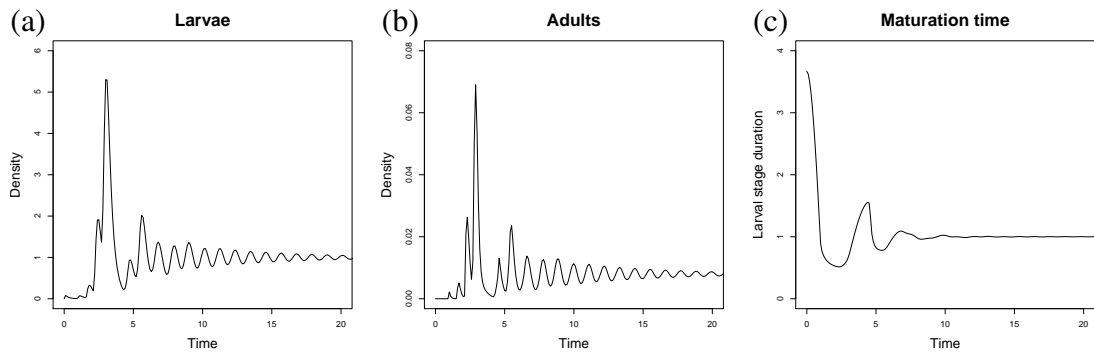 (a) Larvae
Density
0 1 2 3 4 5 6
0 5 10 15 20
Time
(b) Adults
Density
0.00 0.02 0.04 0.06 0.08
0 5 10 15 20
Time
(c) Maturation time
Larval stage duration
0 1 2 3 4
0 5 10 15 20
Time